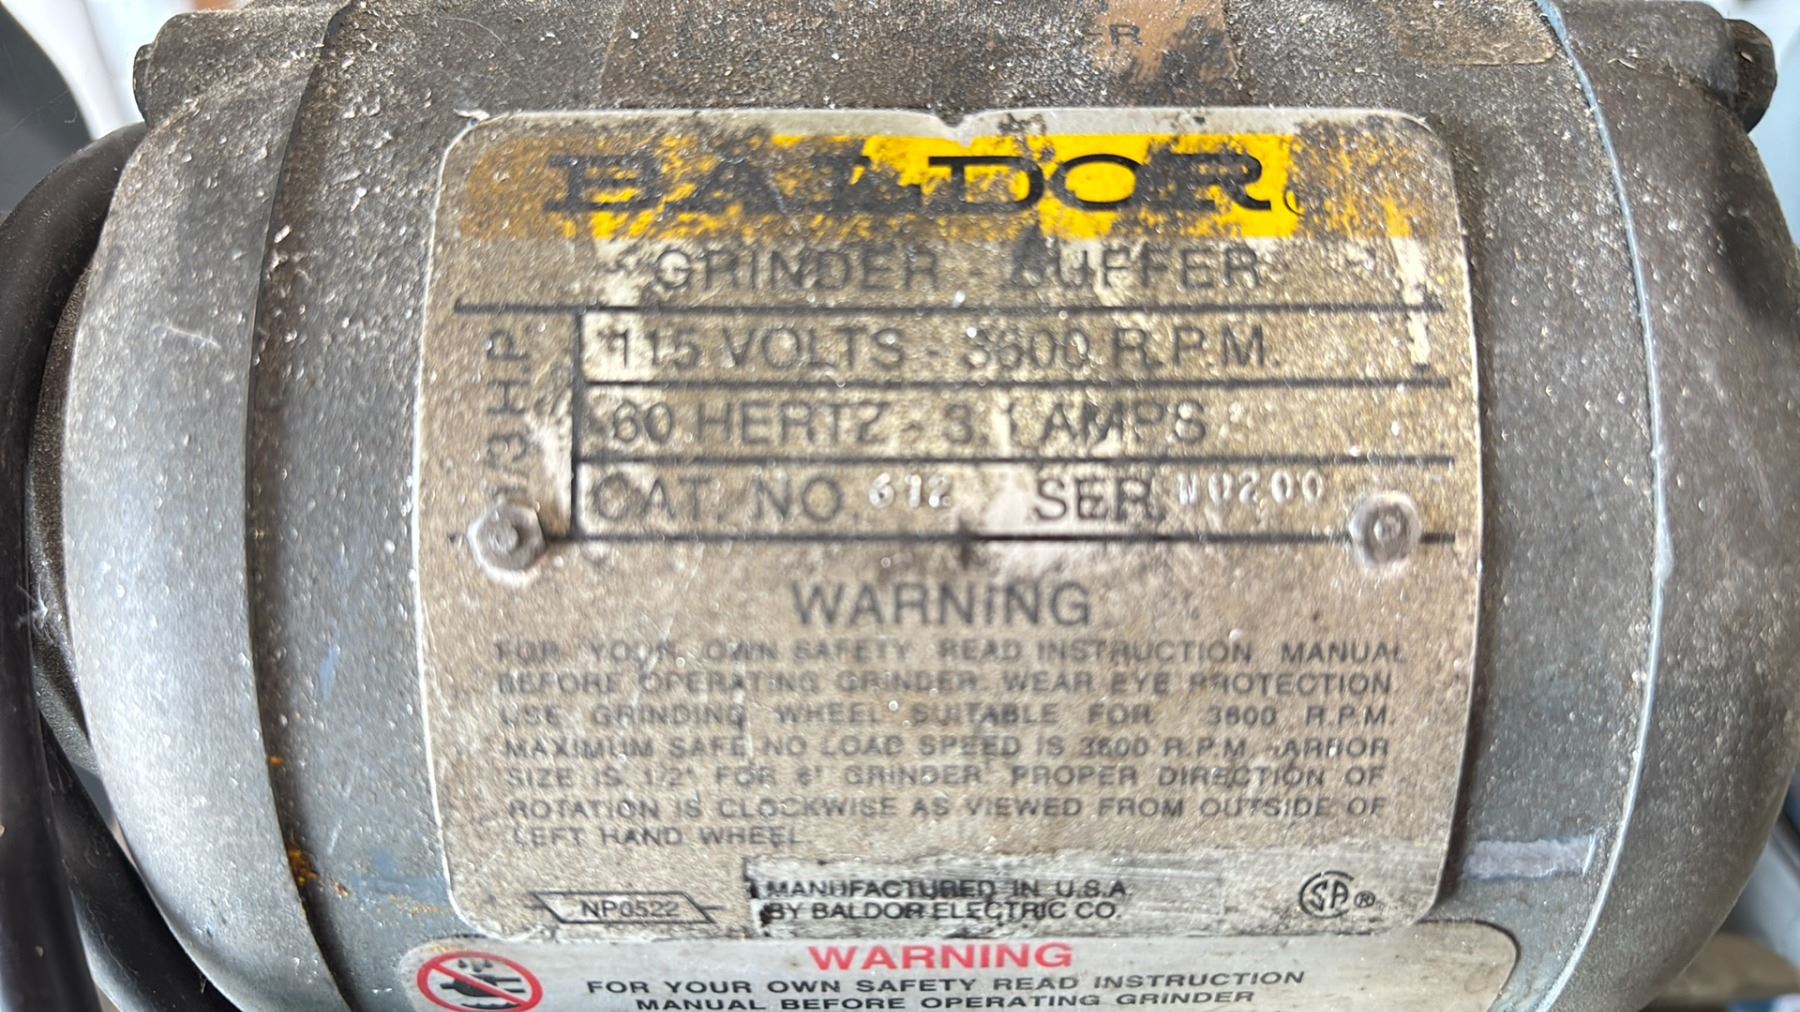 BALDOR
GRINDER - BUFFER
1/3 HP
115 VOLTS - 3600 R.P.M.
60 HERTZ - 3.1 AMPS
CAT. NO. 612 SER. W0200
WARNING
FOR YOUR OWN SAFETY READ INSTRUCTION MANUAL
BEFORE OPERATING GRINDER. WEAR EYE PROTECTION.
USE GRINDING WHEEL SUITABLE FOR 3600 R.P.M.
MAXIMUM SAFE NO LOAD SPEED IS 3600 R.P.M. ARBOR
SIZE IS 1/2" FOR 6" GRINDER. PROPER DIRECTION OF
ROTATION IS CLOCKWISE AS VIEWED FROM OUTSIDE OF
LEFT HAND WHEEL.
NP0522
MANUFACTURED IN U.S.A.
BY BALDOR ELECTRIC CO.
SA ®
WARNING
FOR YOUR OWN SAFETY READ INSTRUCTION
MANUAL BEFORE OPERATING GRINDER